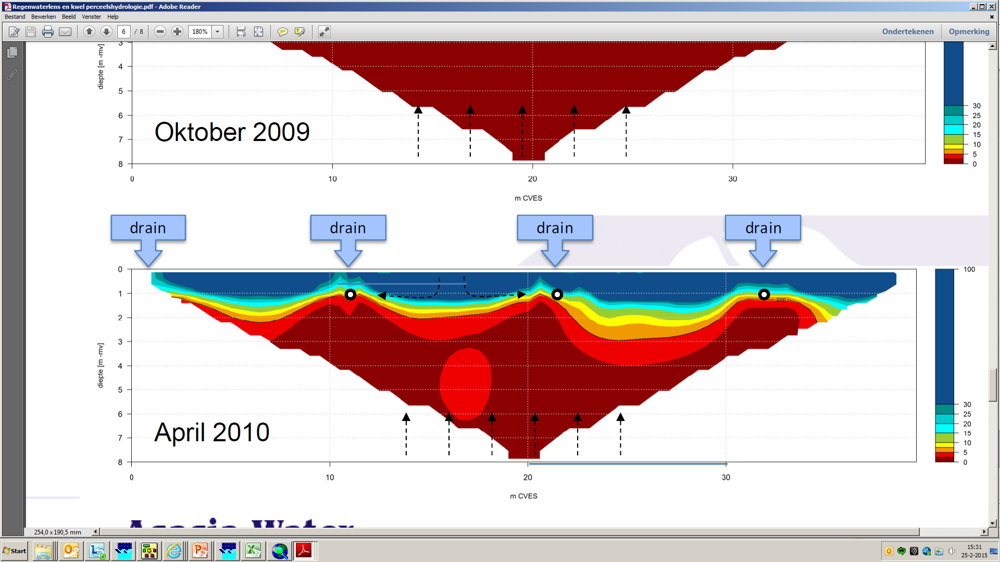 Regenwaterlens en kwel perceelshydrologie.pdf - Adobe Reader
Bestand Bewerken Beeld Venster Help
6 / 8 180% Ondertekenen Opmerking
3
4
5
6
7
8
diepte [m -mv]
Oktober 2009
30
25
20
15
10
5
0
0 10 20 30
m CVES
drain drain drain drain
0
1
2
3
4
5
6
7
8
diepte [m -mv]
2000
April 2010
100
30
25
20
15
10
5
0
0 10 20 30
m CVES
Acacia Water
254,0 x 190,5 mm
Start
15:31
25-2-2015